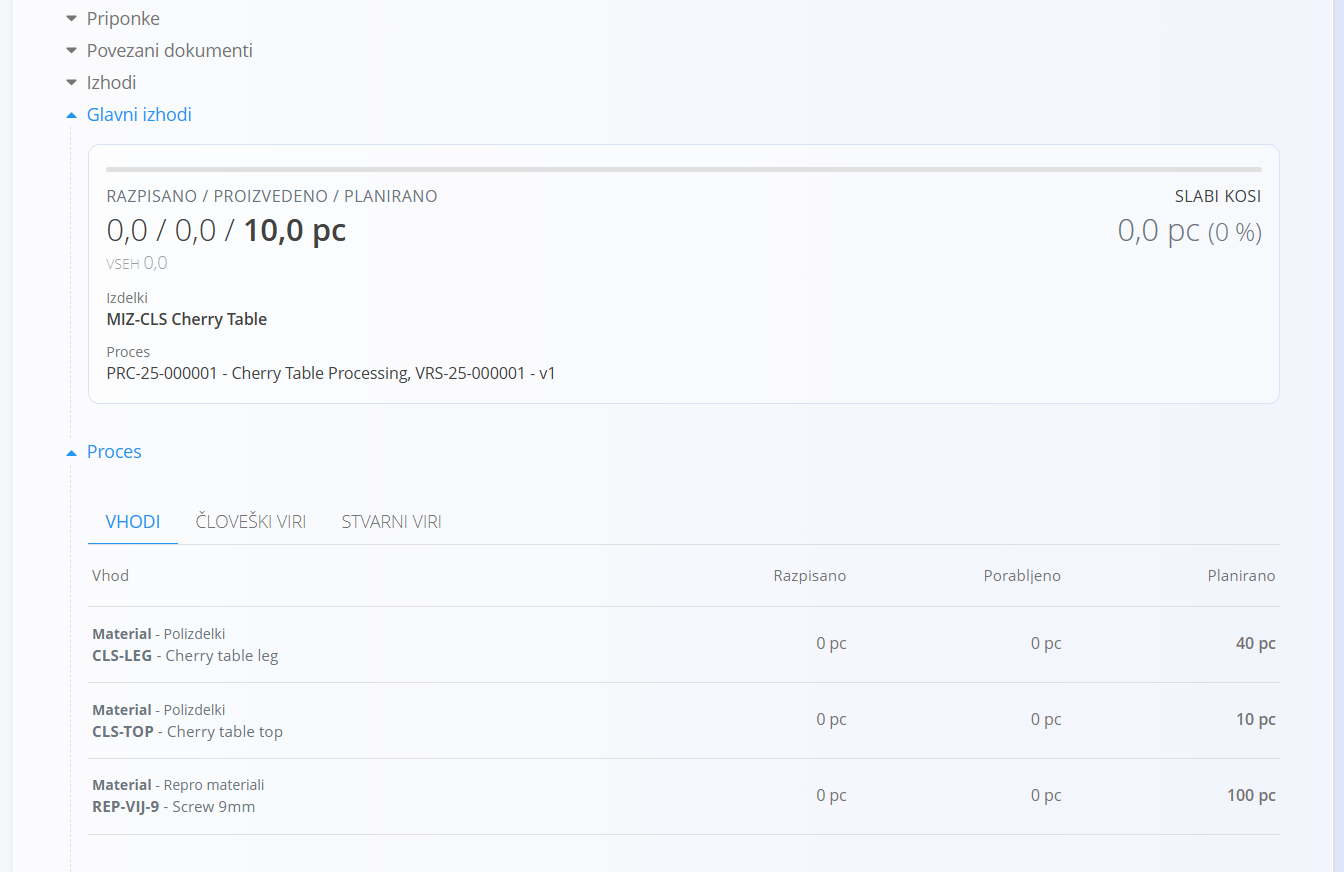 Priponke
Povezani dokumenti
Izhodi
Glavni izhodi
RAZPISANO / PROIZVEDENO / PLANIRANO
SLABI KOSI
0,0 / 0,0 / 10,0 pc
0,0 pc (0 %)
VSEH 0,0
Izdelki
MIZ-CLS Cherry Table
Proces
PRC-25-000001 - Cherry Table Processing, VRS-25-000001 - v1
Proces
VHODI ČLOVEŠKI VIRI STVARNI VIRI
Vhod Razpisano Porabljeno Planirano
Material - Polizdelki
CLS-LEG - Cherry table leg
0 pc 0 pc 40 pc
Material - Polizdelki
CLS-TOP - Cherry table top
0 pc 0 pc 10 pc
Material - Repro materiali
REP-VIJ-9 - Screw 9mm
0 pc 0 pc 100 pc